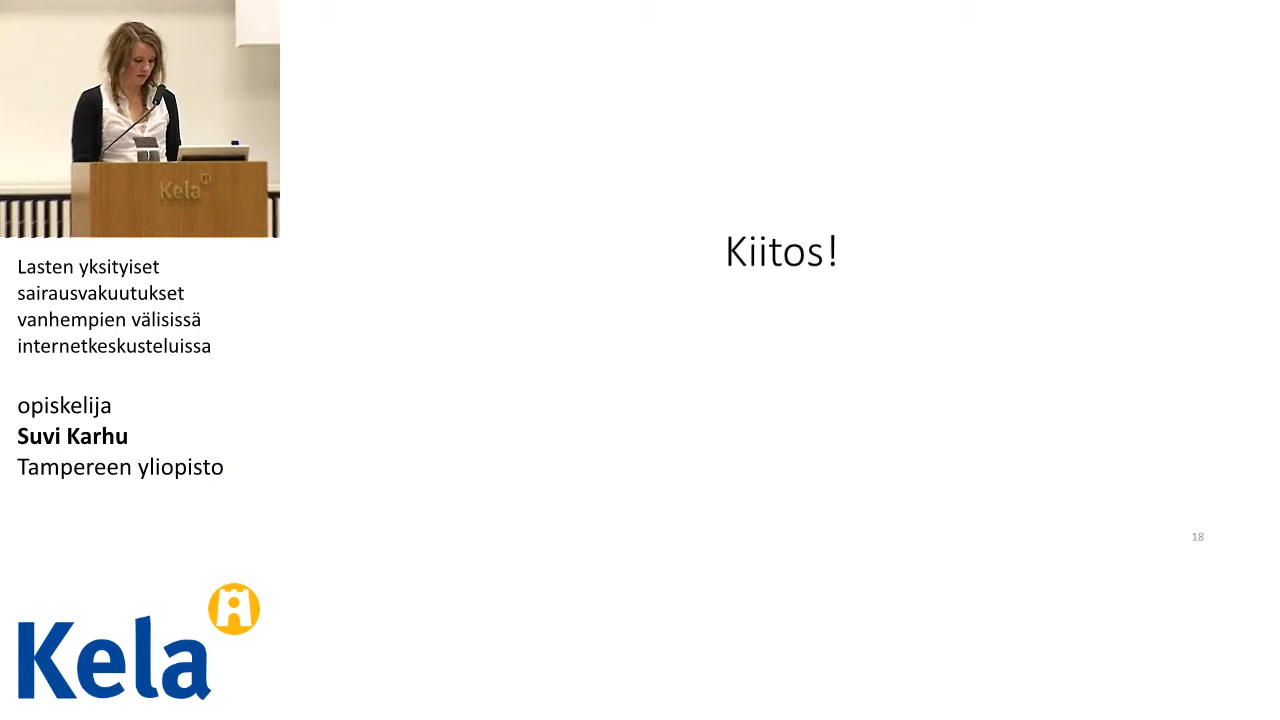 Kela
Lasten yksityiset
sairausvakuutukset
vanhempien välisissä
internetkeskusteluissa
opiskelija
Suvi Karhu
Tampereen yliopisto
Kela
Kiitos!
18